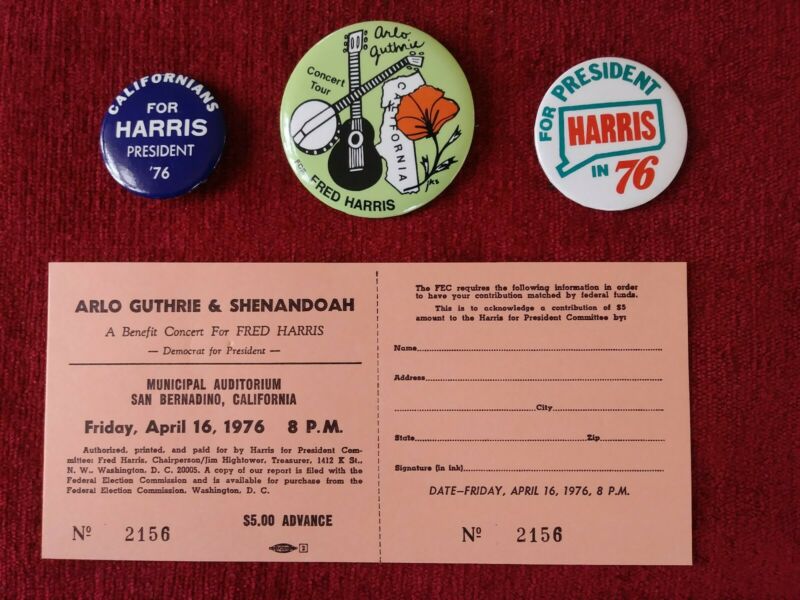 CALIFORNIANS
FOR
HARRIS
PRESIDENT
'76
Arlo
Guthrie
Concert
Tour
CALIFORNIA
FOR FRED HARRIS
jks
FOR PRESIDENT
HARRIS
IN 76
ARLO GUTHRIE & SHENANDOAH
A Benefit Concert For FRED HARRIS
— Democrat for President —
MUNICIPAL AUDITORIUM
SAN BERNADINO, CALIFORNIA
Friday, April 16, 1976 8 P.M.
Authorized, printed, and paid for by Harris for President Com-
mittee: Fred Harris, Chairperson/Jim Hightower, Treasurer, 1412 K St.,
N. W., Washington, D. C. 20005. A copy of our report is filed with the
Federal Election Commission and is available for purchase from the
Federal Election Commission, Washington, D. C.
$5.00 ADVANCE
Nº 2156
2
The FEC requires the following information in order
to have your contribution matched by federal funds.
This is to acknowledge a contribution of $5
amount to the Harris for President Committee by:
Name
Address
City
State Zip
Signature (in ink)
DATE—FRIDAY, APRIL 16, 1976, 8 P.M.
Nº 2156